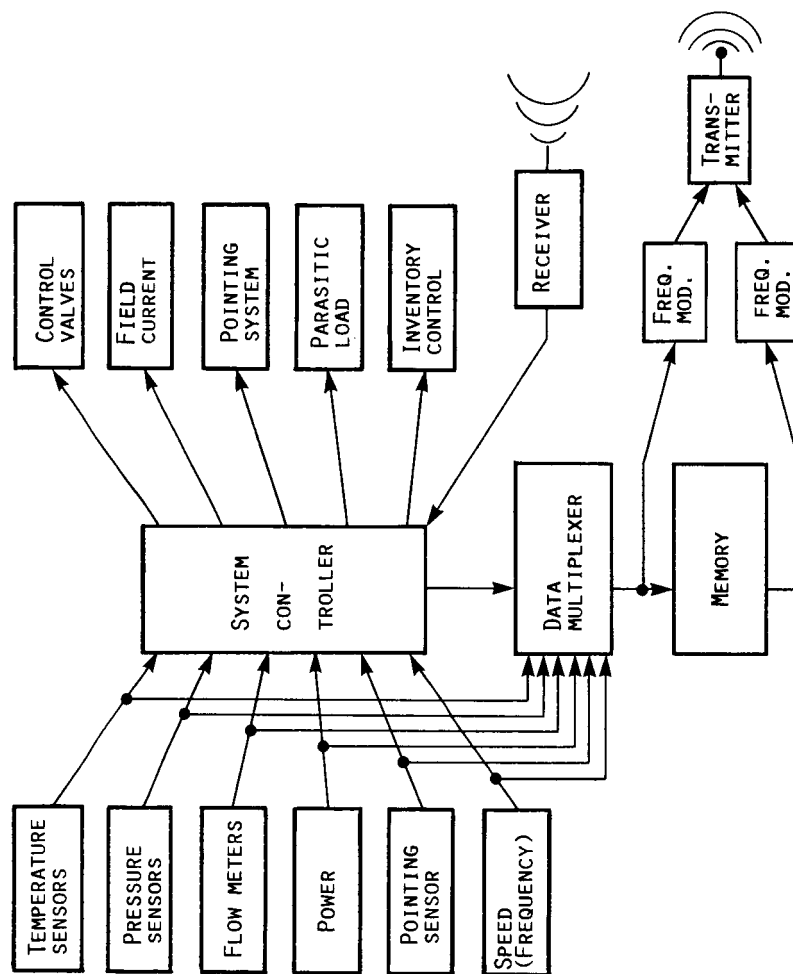 TEMPERATURE
SENSORS
PRESSURE
SENSORS
FLOW METERS
POWER
POINTING
SENSOR
SPEED
(FREQUENCY)
SYSTEM
CON-
TROLLER
CONTROL
VALVES
FIELD
CURRENT
POINTING
SYSTEM
PARASITIC
LOAD
INVENTORY
CONTROL
RECEIVER
DATA
MULTIPLEXER
MEMORY
FREQ.
MOD.
FREQ.
MOD.
TRANS-
MITTER